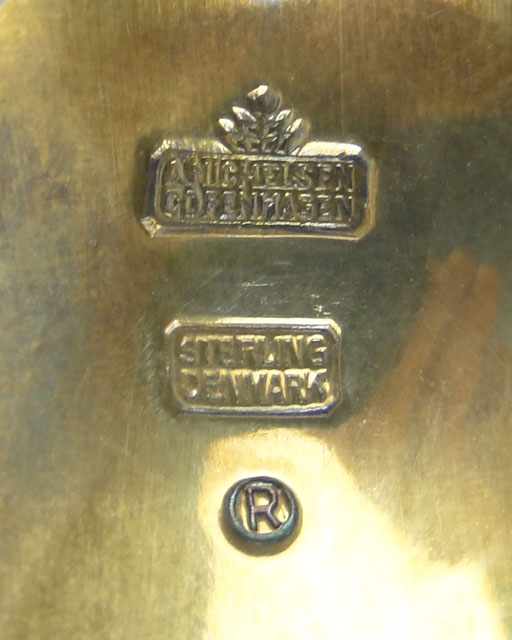 A.MICHELSEN
COPENHAGEN
STERLING
DENMARK
R